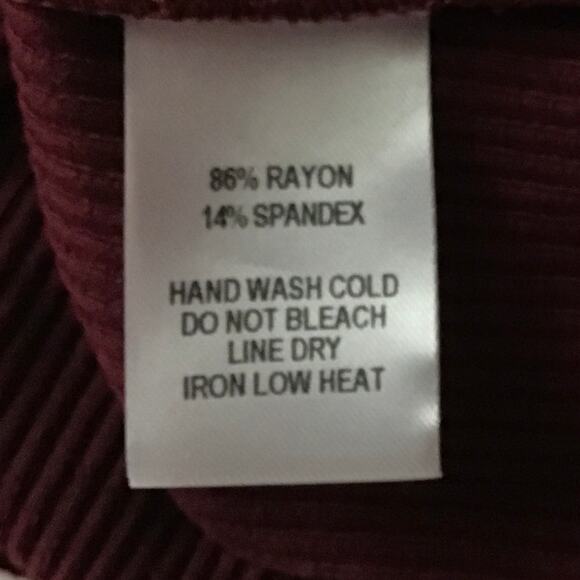 86% RAYON
14% SPANDEX
HAND WASH COLD
DO NOT BLEACH
LINE DRY
IRON LOW HEAT